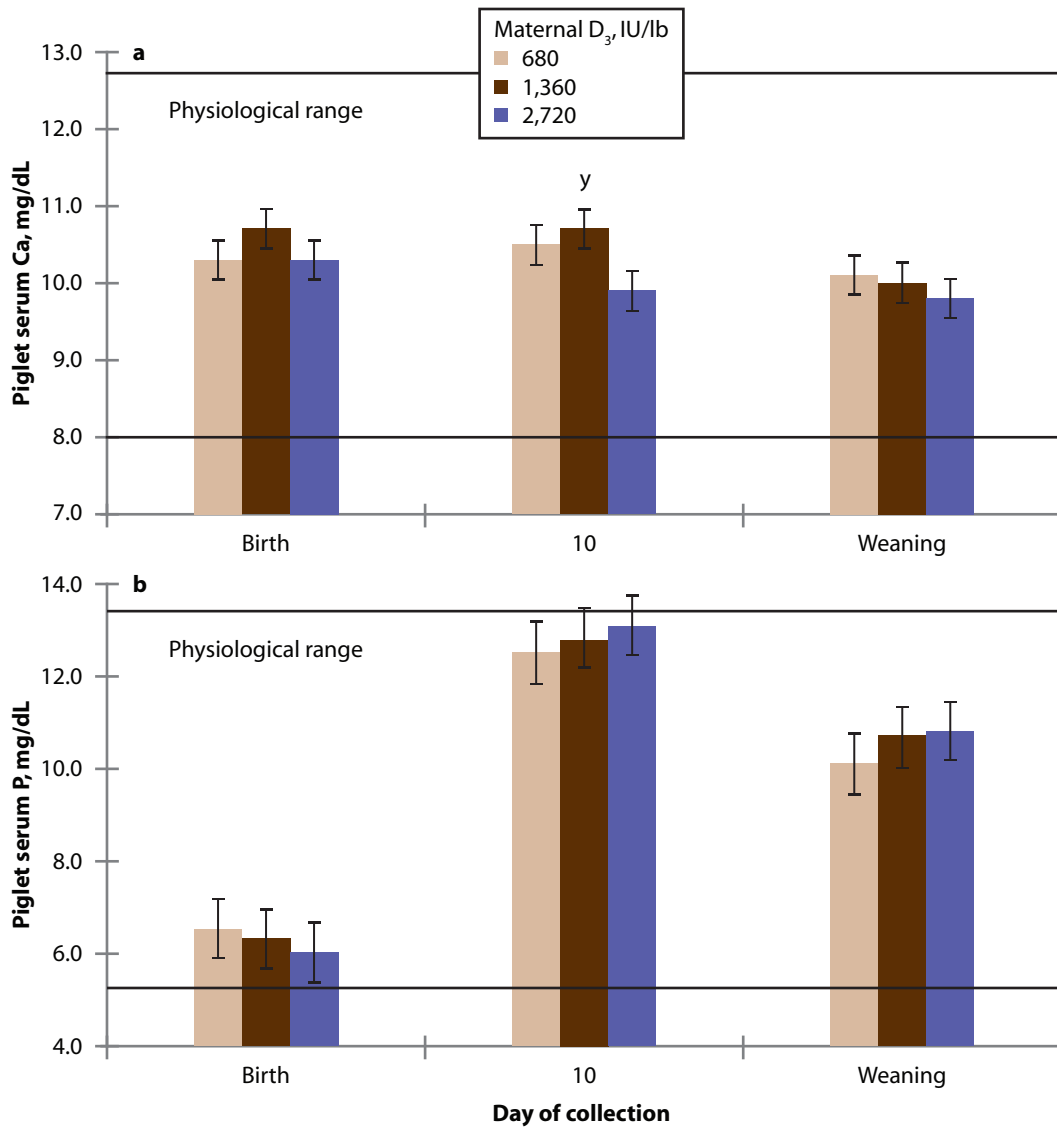 Maternal D₃, IU/lb
680
1,360
2,720
a
Physiological range
Piglet serum Ca, mg/dL
13.0
12.0
11.0
10.0
9.0
8.0
7.0
y
Birth
10
Weaning
b
Physiological range
Piglet serum P, mg/dL
14.0
12.0
10.0
8.0
6.0
4.0
Birth
10
Weaning
Day of collection